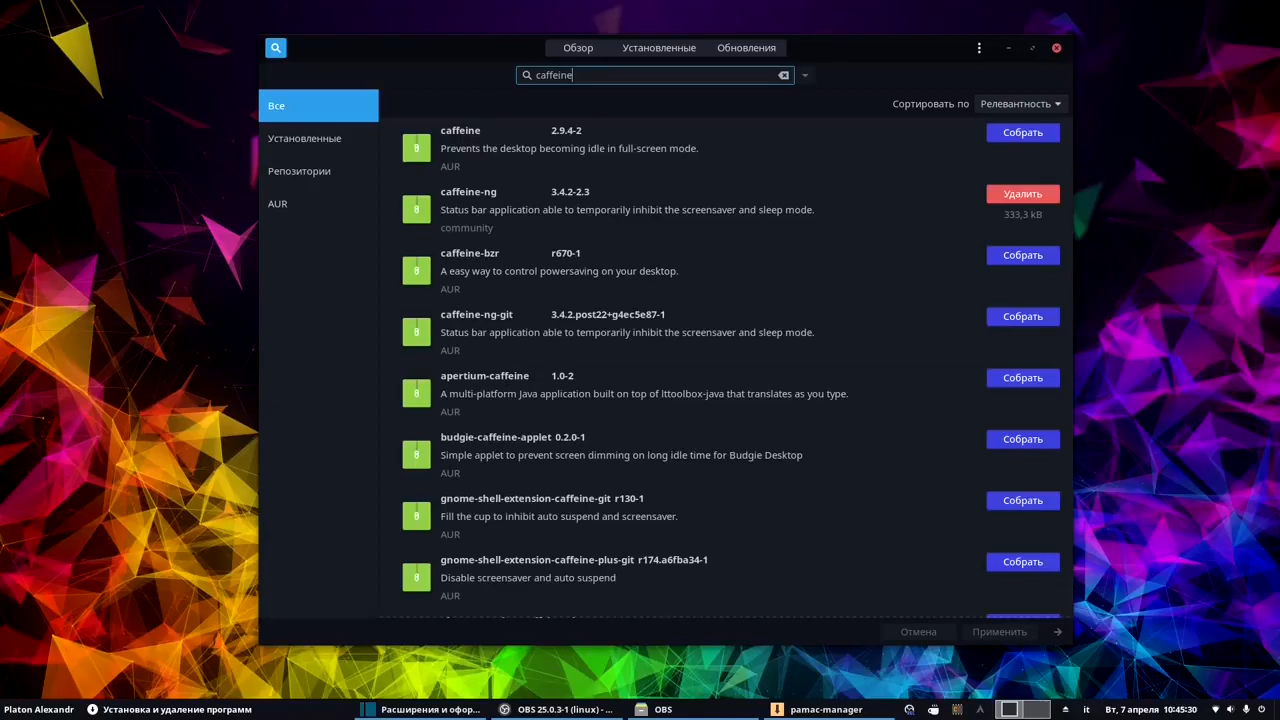 Обзор Установленные Обновления
caffeine
Все
Установленные
Репозитории
AUR
Сортировать по Релевантность
caffeine 2.9.4-2
Prevents the desktop becoming idle in full-screen mode.
AUR
Собрать
caffeine-ng 3.4.2-2.3
Status bar application able to temporarily inhibit the screensaver and sleep mode.
community
Удалить
333,3 kB
caffeine-bzr r670-1
A easy way to control powersaving on your desktop.
AUR
Собрать
caffeine-ng-git 3.4.2.post22+g4ec5e87-1
Status bar application able to temporarily inhibit the screensaver and sleep mode.
AUR
Собрать
apertium-caffeine 1.0-2
A multi-platform Java application built on top of lttoolbox-java that translates as you type.
AUR
Собрать
budgie-caffeine-applet 0.2.0-1
Simple applet to prevent screen dimming on long idle time for Budgie Desktop
AUR
Собрать
gnome-shell-extension-caffeine-git r130-1
Fill the cup to inhibit auto suspend and screensaver.
AUR
Собрать
gnome-shell-extension-caffeine-plus-git r174.a6fba34-1
Disable screensaver and auto suspend
AUR
Собрать
Отмена Применить
Platon Alexandr Установка и удаление программ Расширения и офор... OBS 25.0.3-1 (linux) - ... OBS pamac-manager it Вт, 7 апреля 10:45:30